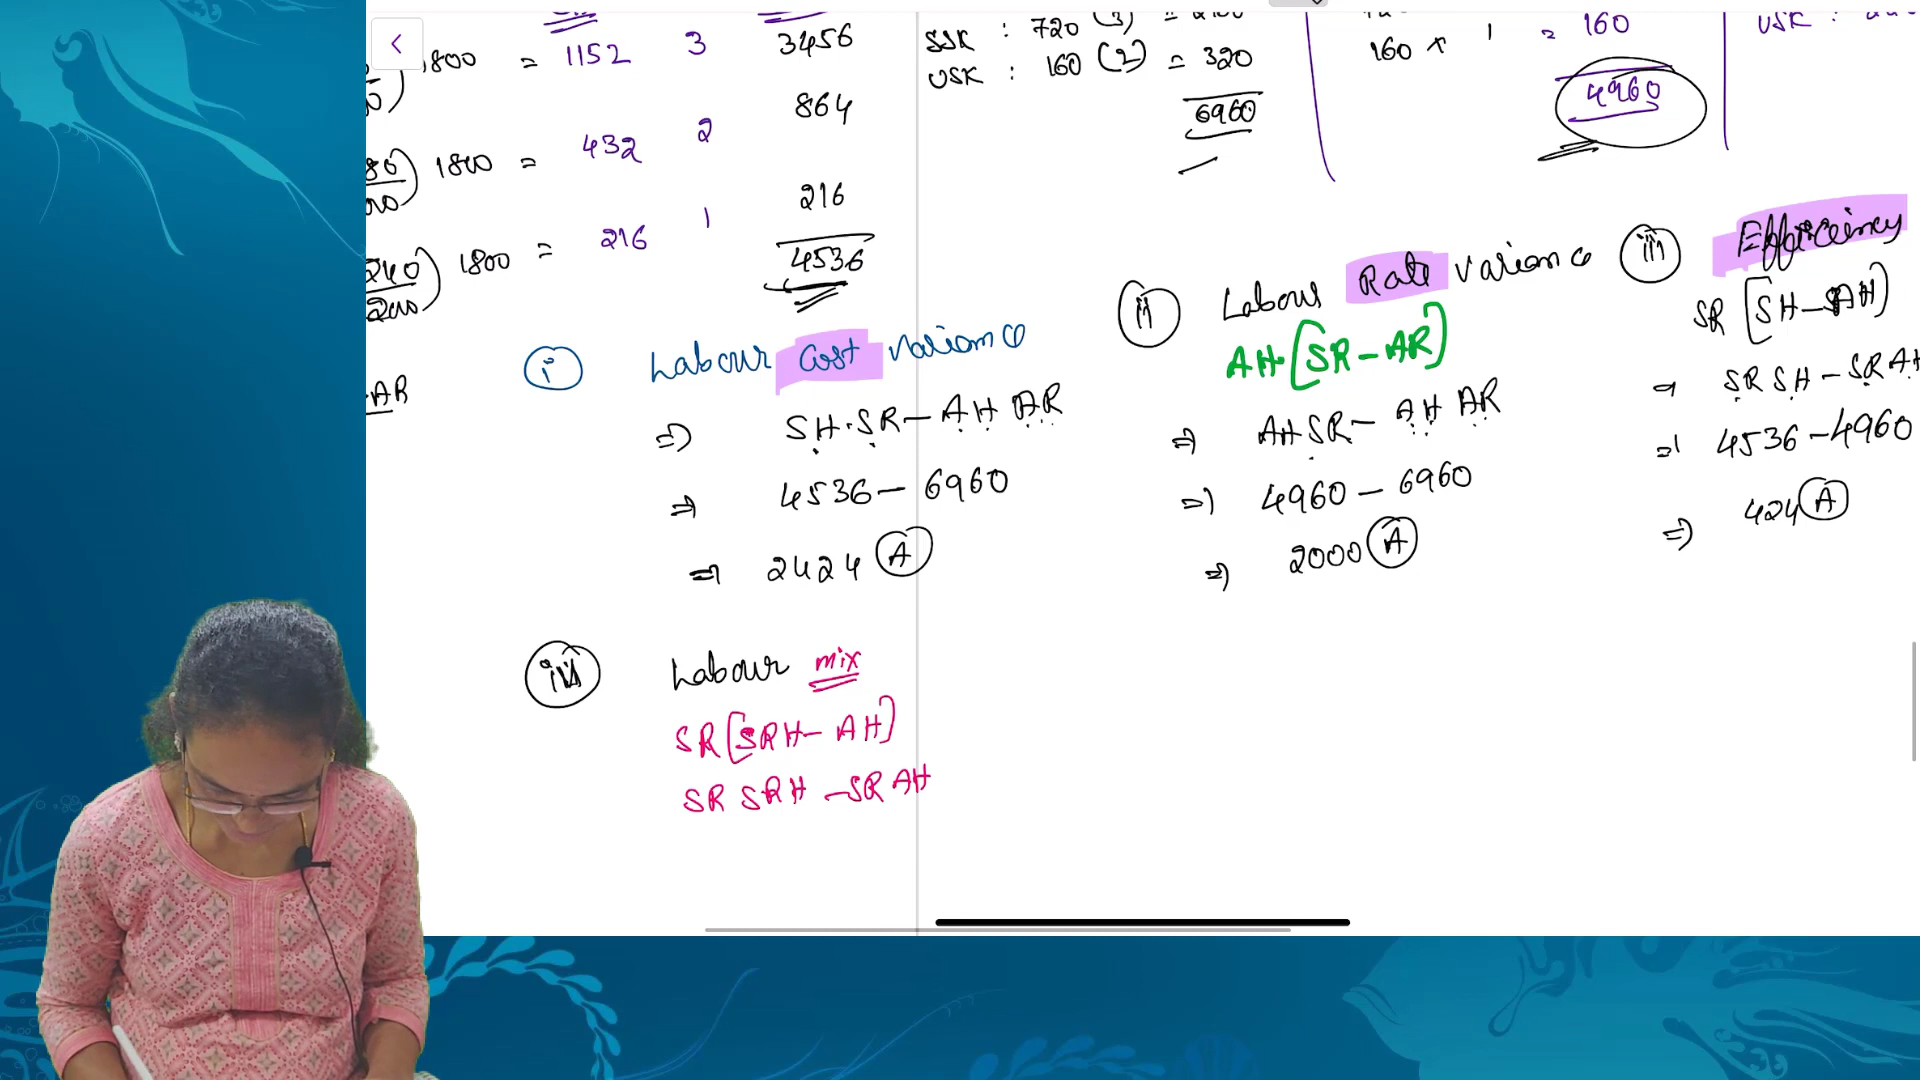 1800 = 1152 3 3456
864
1800 = 432 2
216
1800 = 216 1
4536
AR
SSK : 720 (3) =
USK : 160 (2) = 320
6960
160 × 1 = 160
4960
USK :
i Labour Cost Variance
⇒ SH·SR – AH AR
⇒ 4536 – 6960
⇒ 2424 A
ii Labour Rate Variance
AH[SR – AR]
⇒ AH SR – AH AR
⇒ 4960 – 6960
⇒ 2000 A
iii Efficiency
SR [SH – AH]
⇒ SR SH – SR AH
⇒ 4536 – 4960
⇒ 424 A
Labour mix
SR[SRH – AH]
SR SRH – SR AH